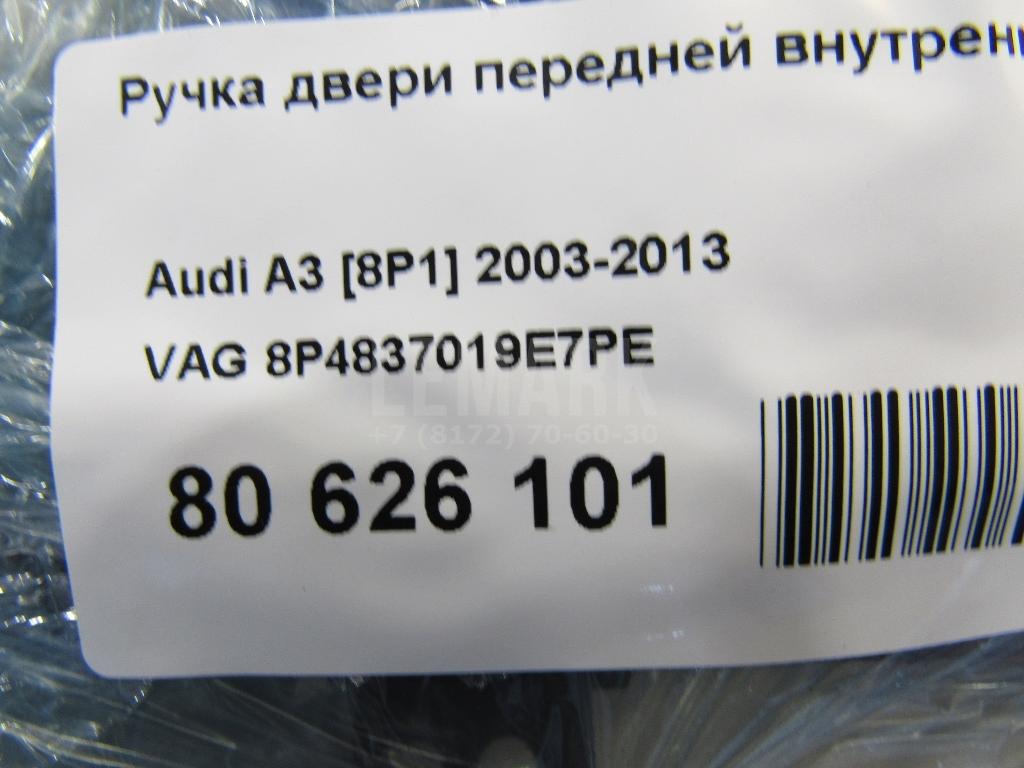 Ручка двери передней внутрен
Audi A3 [8P1] 2003-2013
VAG 8P4837019E7PE
LEMARK
+7 (8172) 70-60-30
80 626 101